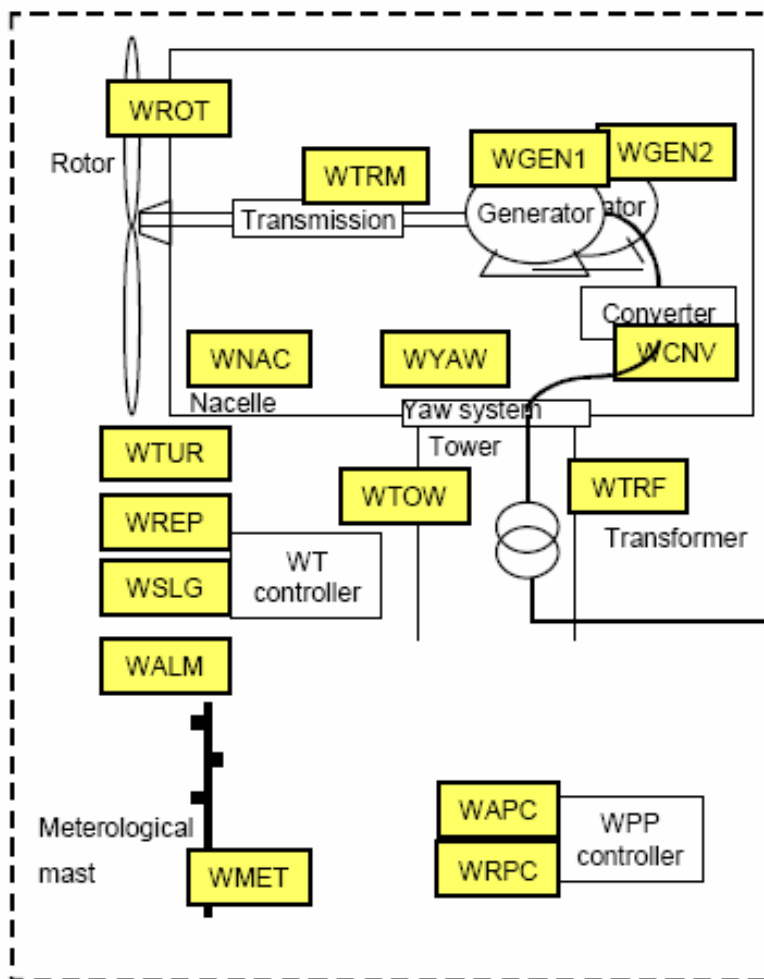 WROT
Rotor
WTRM
WGEN1
WGEN2
Transmission
Generator
ator
Converter
WCNV
WNAC
WYAW
Nacelle
Yaw system
Tower
WTUR
WTOW
WTRF
WREP
WT
controller
Transformer
WSLG
WALM
Meterological
mast
WMET
WAPC
WRPC
WPP
controller